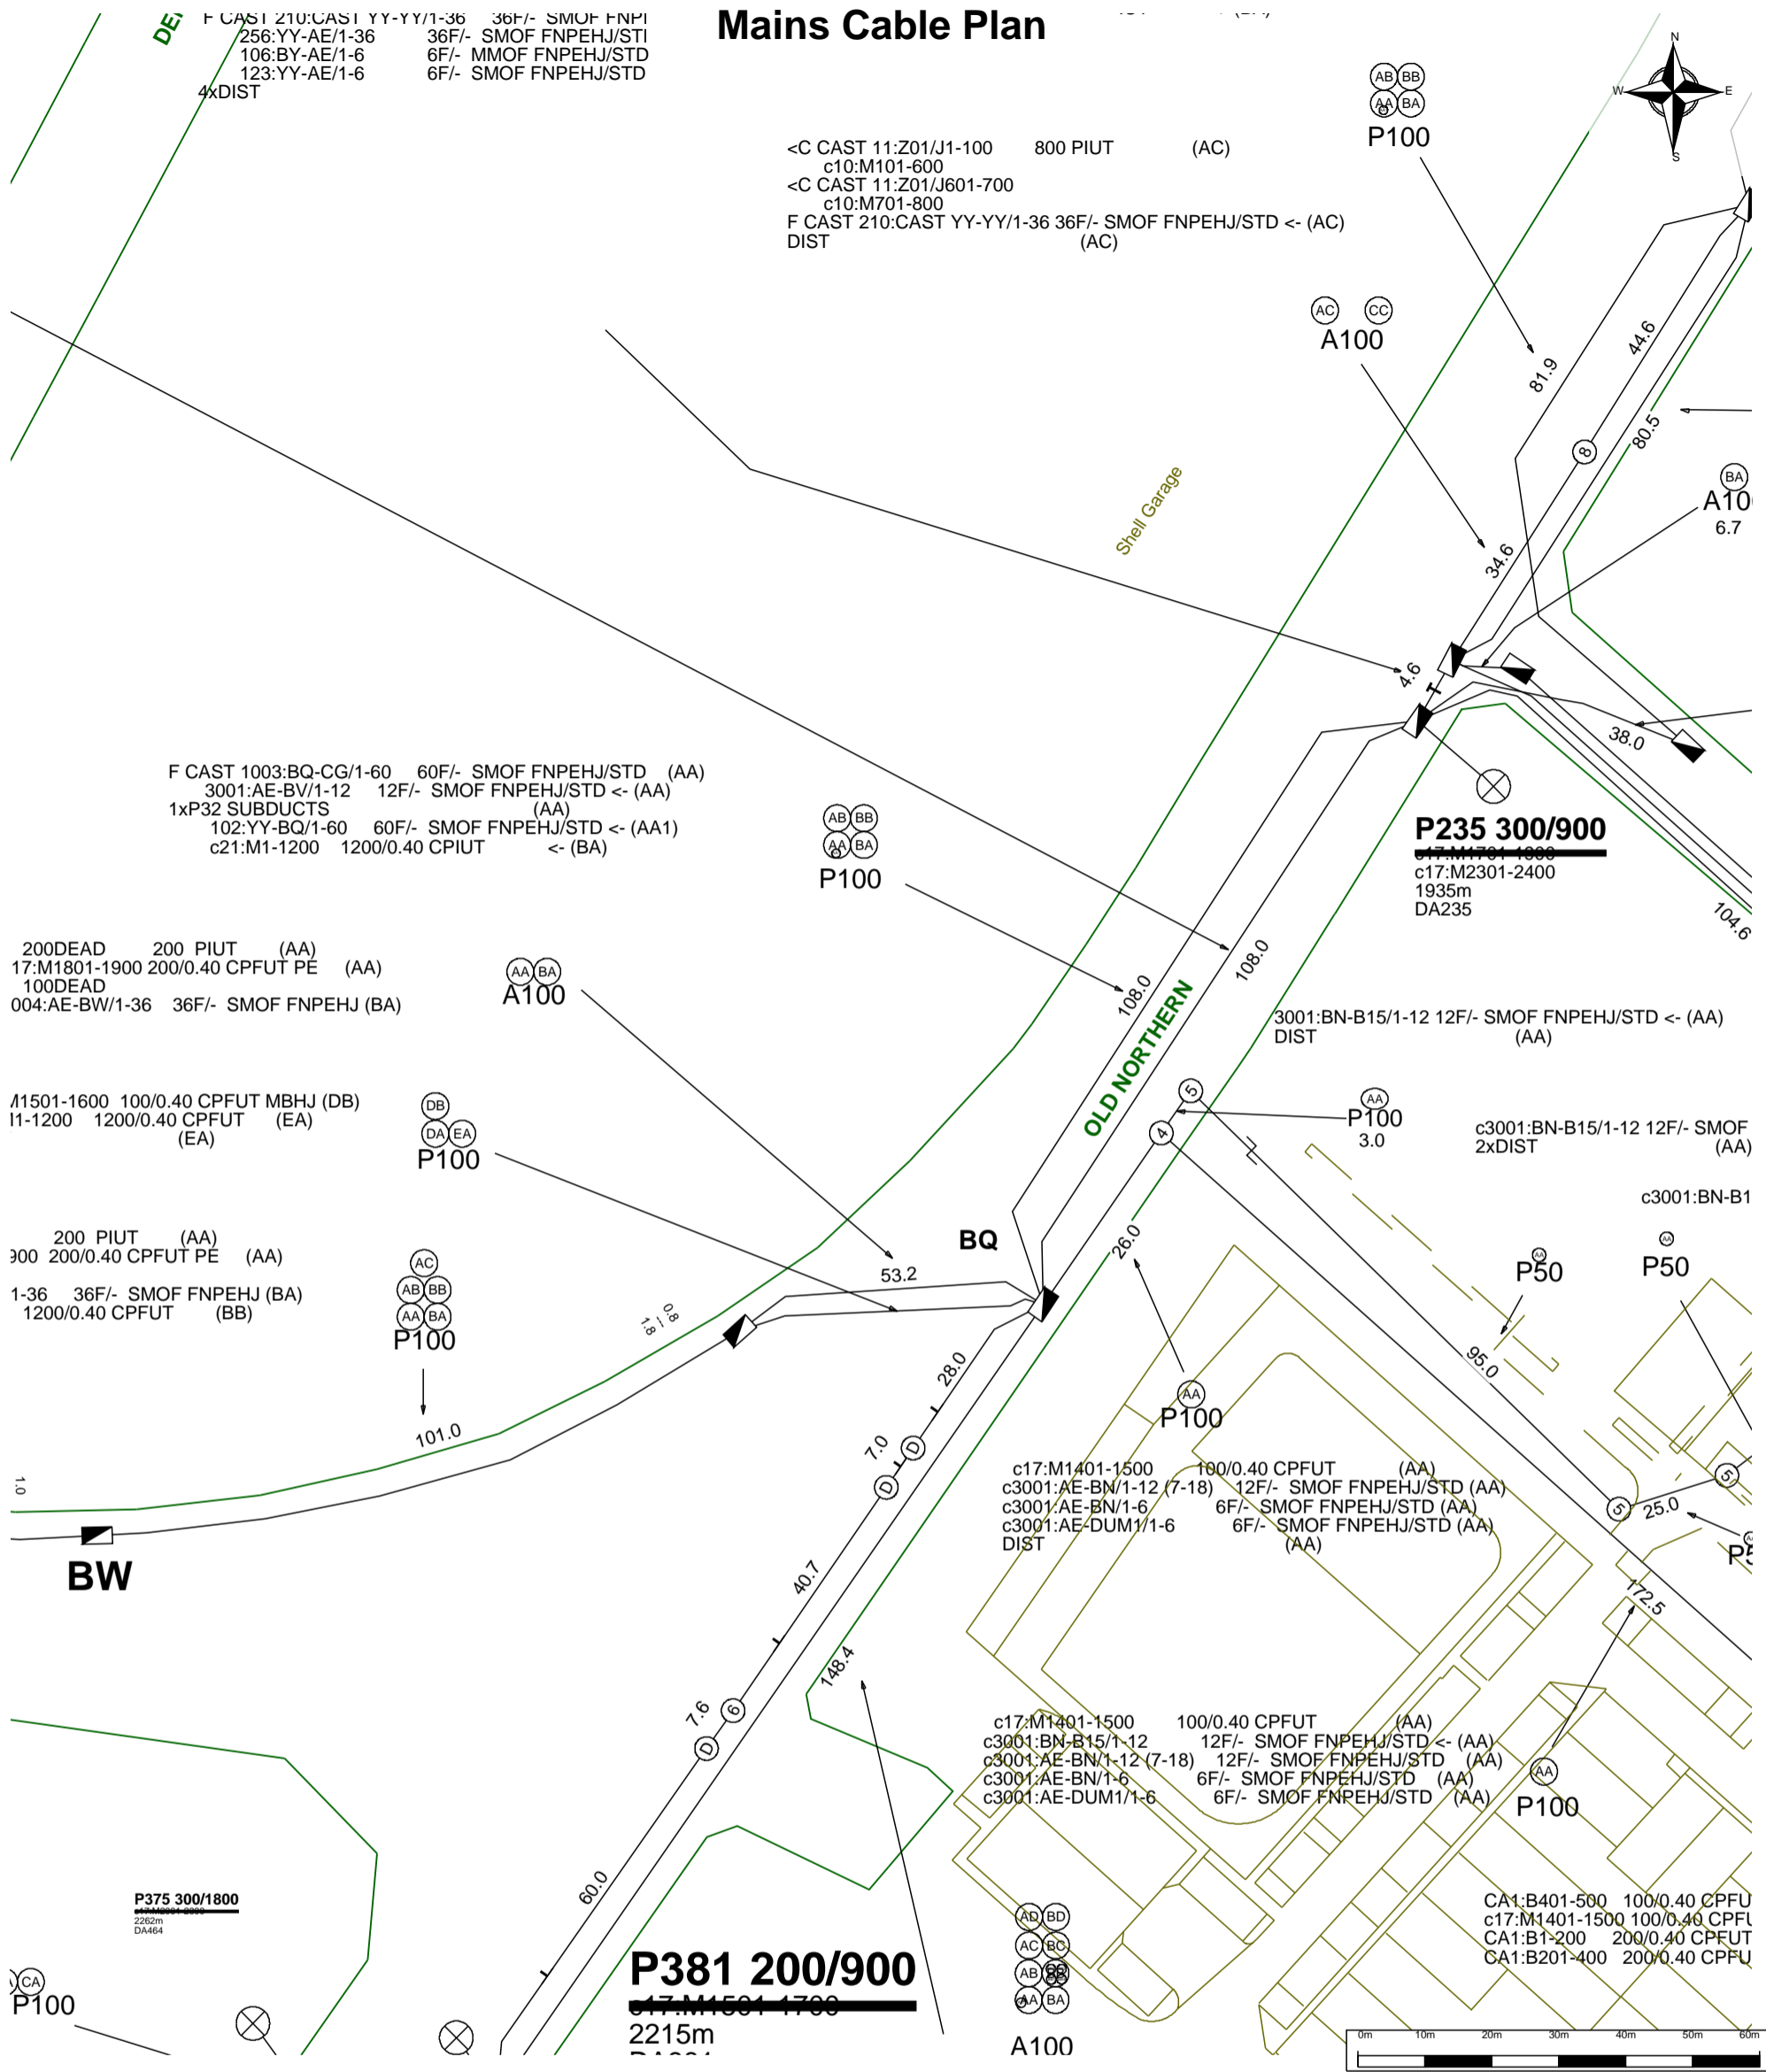 Mains Cable Plan
F CAST 210:CAST YY-YY/1-36 36F/- SMOF
256:YY-AE/1-36 36F/- SMOF
106:BY-AE/1-6 6F/- MMOF FNPEHJ/STD
123:YY-AE/1-6 6F/- SMOF FNPEHJ/STD
4xDIST
N
W E
S
AB BB
AA BA
P100
<C CAST 11:Z01/J1-100 800 PIUT (AC)
c10:M101-600
<C CAST 11:Z01/J601-700
c10:M701-800
F CAST 210:CAST YY-YY/1-36 36F/- SMOF FNPEHJ/STD <- (AC)
DIST (AC)
AC CC
A100
81.9
44.6
8
80.5
34.6
BA
6.7
Shell Garage
4.6
T
38.0
P235 300/900
c17:M2301-2400
1935m
DA235
104.6
F CAST 1003:BQ-CG/1-60 60F/- SMOF FNPEHJ/STD (AA)
3001:AE-BV/1-12 12F/- SMOF FNPEHJ/STD <- (AA)
1xP32 SUBDUCTS (AA)
102:YY-BQ/1-60 60F/- SMOF FNPEHJ/STD <- (AA1)
c21:M1-1200 1200/0.40 CPIUT <- (BA)
AB BB
AA BA
P100
200DEAD 200 PIUT (AA)
17:M1801-1900 200/0.40 CPFUT PE (AA)
100DEAD
004:AE-BW/1-36 36F/- SMOF FNPEHJ (BA)
AA BA
A100
108.0
108.0
OLD NORTHERN
3001:BN-B15/1-12 12F/- SMOF FNPEHJ/STD <- (AA)
DIST (AA)
1501-1600 100/0.40 CPFUT MBHJ (DB)
1-1200 1200/0.40 CPFUT (EA)
(EA)
DB
DA EA
P100
5
4
AA
P100
3.0
c3001:BN-B15/1-12 12F/- SMOF
2xDIST (AA)
c3001:BN-B1
200 PIUT (AA)
900 200/0.40 CPFUT PE (AA)
1-36 36F/- SMOF FNPEHJ (BA)
1200/0.40 CPFUT (BB)
AC
AB BB
AA BA
P100
BQ
53.2
26.0
AA
P50
AA
P50
0.8
1.8
28.0
95.0
101.0
AA
P100
7.0
D
D
1.0
BW
c17:M1401-1500 100/0.40 CPFUT (AA)
c3001:AE-BN/1-12 (7-18) 12F/- SMOF FNPEHJ/STD (AA)
c3001:AE-BN/1-6 6F/- SMOF FNPEHJ/STD (AA)
c3001:AE-DUM1/1-6 6F/- SMOF FNPEHJ/STD (AA)
DIST (AA)
5
5
25.0
40.7
172.5
148.4
7.6
6
D
c17:M1401-1500 100/0.40 CPFUT (AA)
c3001:BN-B15/1-12 12F/- SMOF FNPEHJ/STD <- (AA)
c3001:AE-BN/1-12 (7-18) 12F/- SMOF FNPEHJ/STD (AA)
c3001:AE-BN/1-6 6F/- SMOF FNPEHJ/STD (AA)
c3001:AE-DUM1/1-6 6F/- SMOF FNPEHJ/STD (AA)
AA
P100
60.0
P375 300/1800
2262m
DA464
P381 200/900
c17:M1501-1700
2215m
AD BD
AC BC
AB
AA BA
A100
CA1:B401-500 100/0.40
c17:M1401-1500 100/0.40
CA1:B1-200 200/0.40 CPFUT
CA1:B201-400 200/0.40
CA
P100
0m 10m 20m 30m 40m 50m 60m